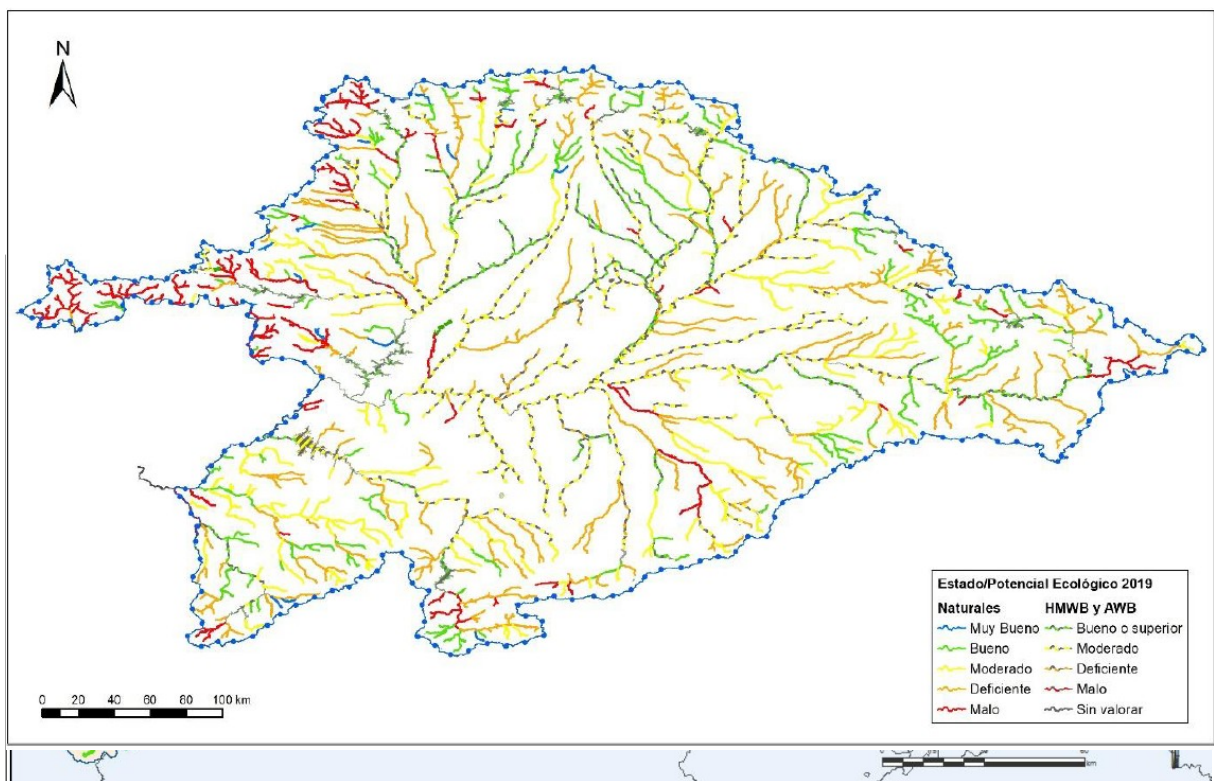 N
Estado/Potencial Ecológico 2019
Naturales HMWB y AWB
Muy Bueno Bueno o superior
Bueno Moderado
Moderado Deficiente
Deficiente Malo
Malo Sin valorar
0 20 40 60 80 100 km
km